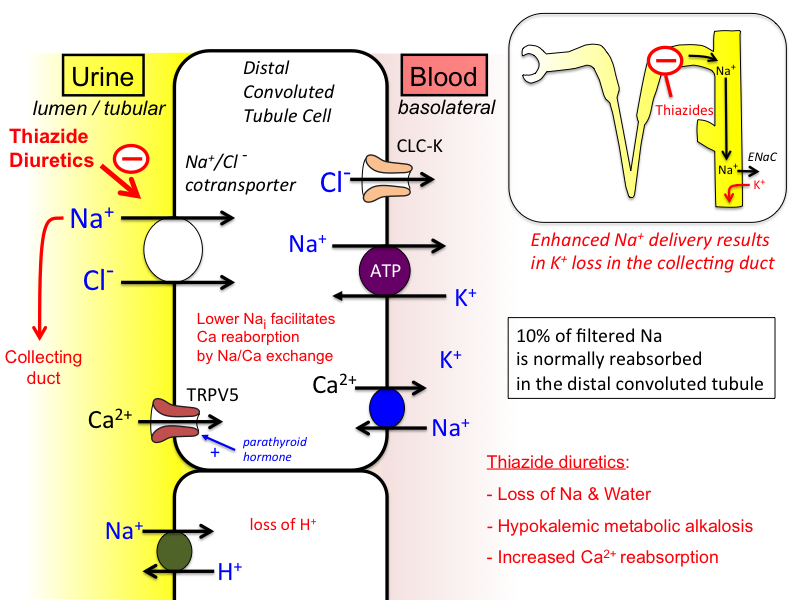 Urine
lumen / tubular
Thiazide
Diuretics
Distal
Convoluted
Tubule Cell
Blood
basolateral
Na⁺/Cl⁻
cotransporter
CLC-K
Cl⁻
Na⁺
Cl⁻
Na⁺
ATP
K⁺
Lower Naᵢ facilitates
Ca reaborption
by Na/Ca exchange
Collecting
duct
K⁺
Ca²⁺
Na⁺
TRPV5
Ca²⁺
+
parathyroid
hormone
Na⁺
H⁺
loss of H⁺
Na⁺
Thiazides
Na⁺
ENaC
K⁺
Enhanced Na⁺ delivery results
in K⁺ loss in the collecting duct
10% of filtered Na
is normally reabsorbed
in the distal convoluted tubule
Thiazide diuretics:
- Loss of Na & Water
- Hypokalemic metabolic alkalosis
- Increased Ca²⁺ reabsorption